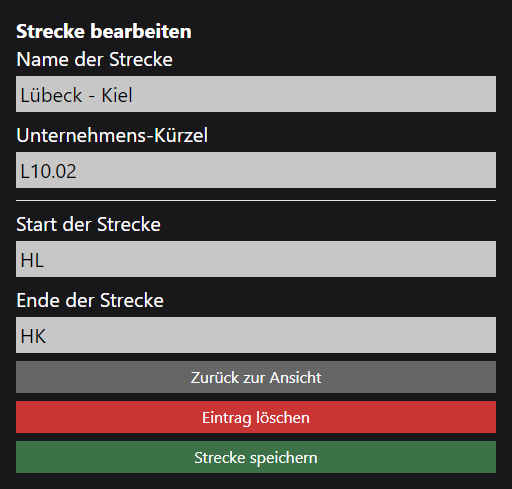 Strecke bearbeiten
Name der Strecke
Lübeck - Kiel
Unternehmens-Kürzel
L10.02
Start der Strecke
HL
Ende der Strecke
HK
Zurück zur Ansicht
Eintrag löschen
Strecke speichern